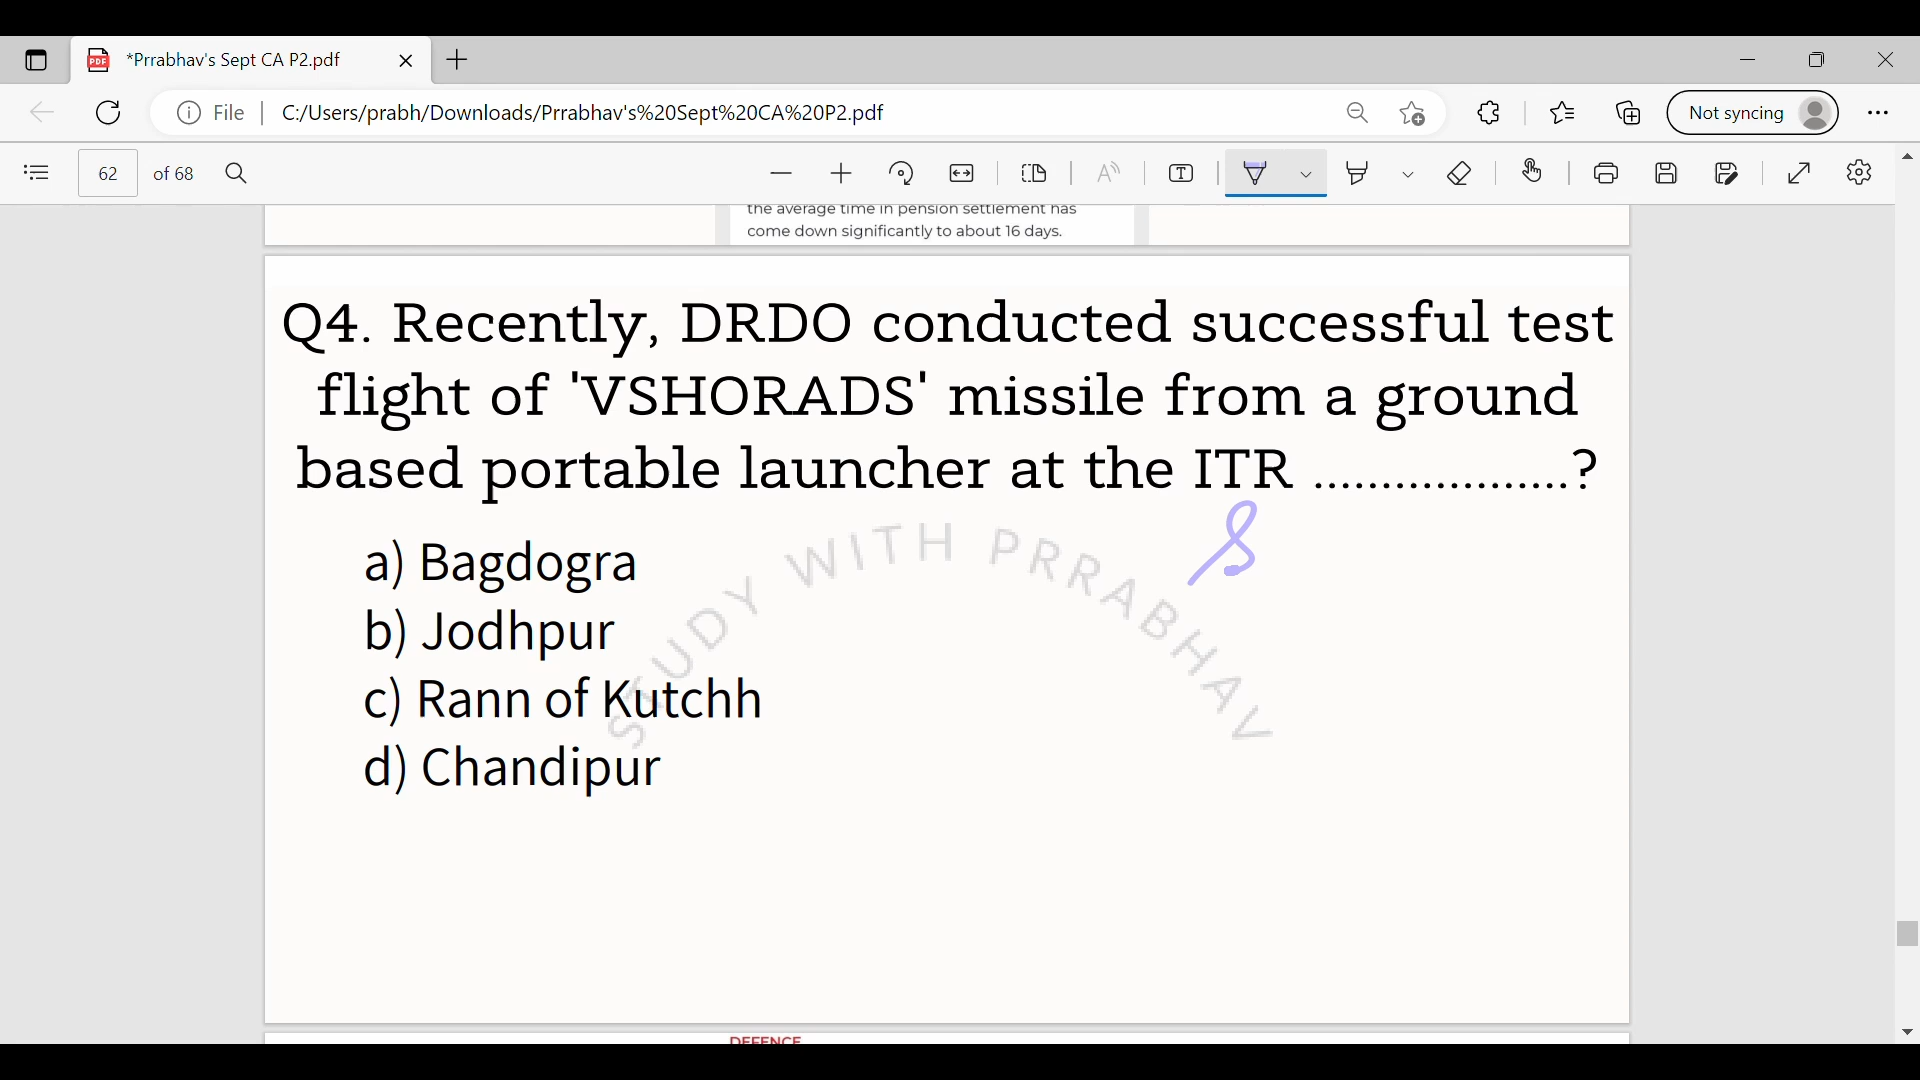 *Prrabhav's Sept CA P2.pdf
File
C:/Users/prabh/Downloads/Prrabhav's%20Sept%20CA%20P2.pdf
Not syncing
62 of 68
the average time in pension settlement has
come down significantly to about 16 days.
Q4. Recently, DRDO conducted successful test
flight of 'VSHORADS' missile from a ground
based portable launcher at the ITR ...................?
S
a) Bagdogra
b) Jodhpur
c) Rann of Kutchh
d) Chandipur
STUDY WITH PRRABHAV
DEFENCE